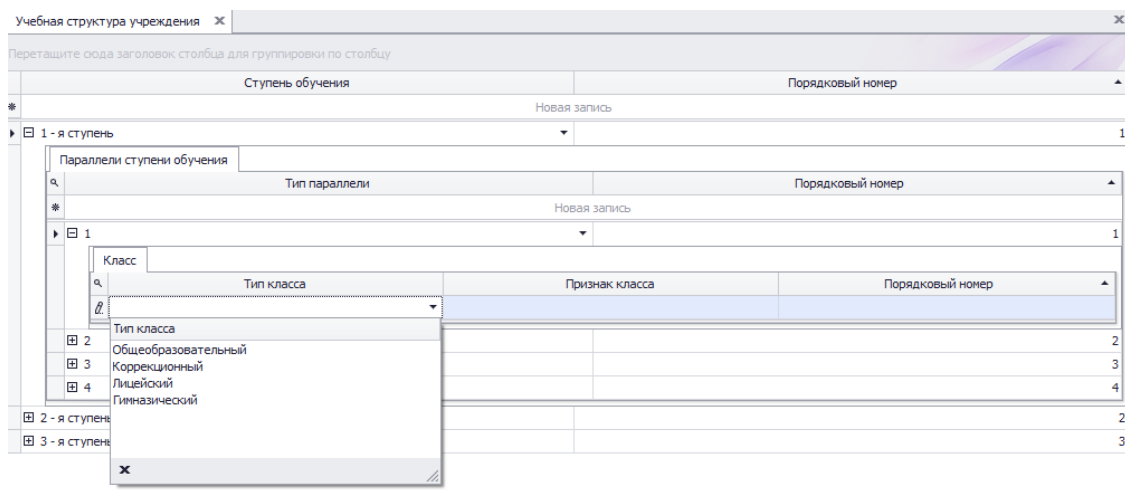 Учебная структура учреждения
Перетащите сюда заголовок столбца для группировки по столбцу
Ступень обучения Порядковый номер
Новая запись
1 - я ступень 1
Параллели ступени обучения
Тип параллели Порядковый номер
Новая запись
1 1
Класс
Тип класса Признак класса Порядковый номер
Тип класса
2 2
Общеобразовательный
3 3
Коррекционный
Лицейский
4 4
Гимназический
2 - я ступень 2
3 - я ступень 3